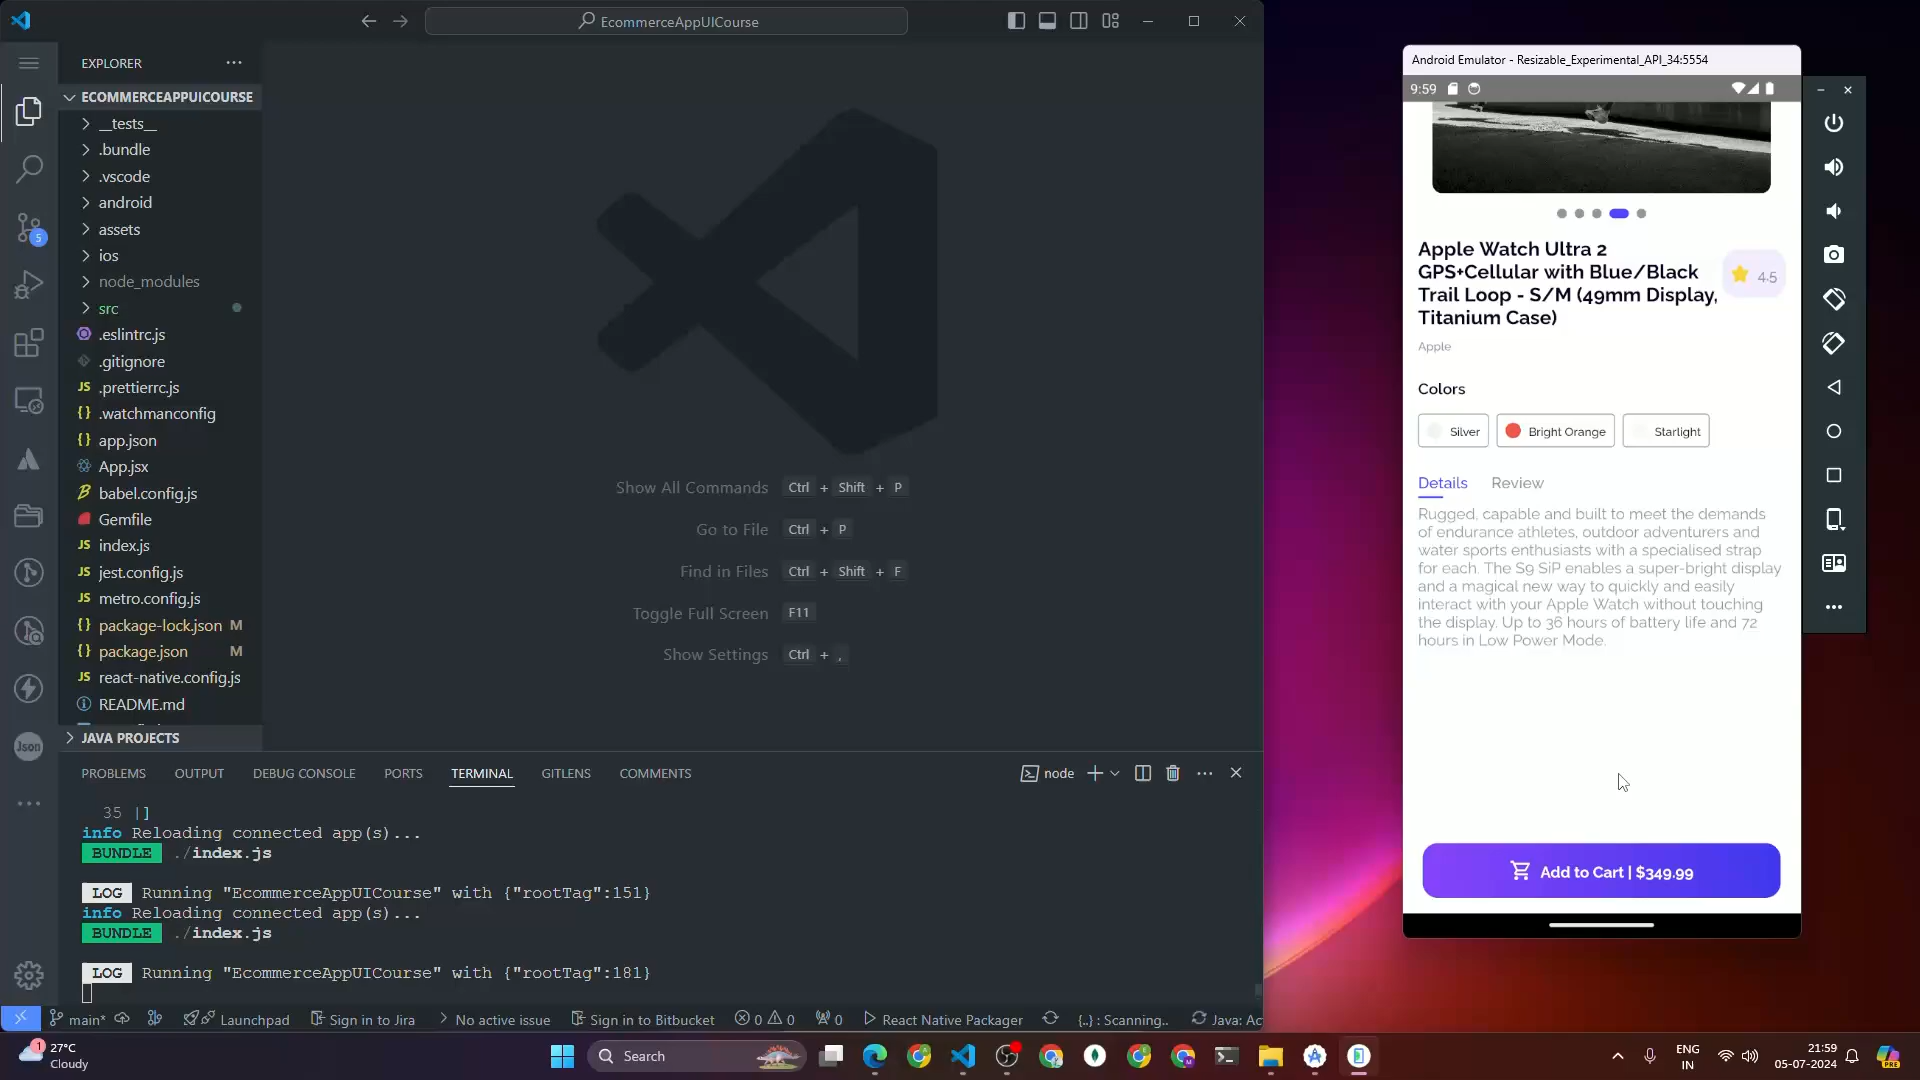 EcommerceAppUICourse
EXPLORER
ECOMMERCEAPPUICOURSE
__tests__
.bundle
.vscode
android
assets
ios
node_modules
src
.eslintrc.js
.gitignore
JS .prettierrc.js
{} .watchmanconfig
{} app.json
App.jsx
babel.config.js
Gemfile
JS index.js
JS jest.config.js
JS metro.config.js
{} package-lock.json M
{} package.json M
JS react-native.config.js
README.md
JAVA PROJECTS
5
Json
Show All Commands Ctrl + Shift + P
Go to File Ctrl + P
Find in Files Ctrl + Shift + F
Toggle Full Screen F11
Show Settings Ctrl + ,
PROBLEMS OUTPUT DEBUG CONSOLE PORTS TERMINAL GITLENS COMMENTS
node
35 |]
info Reloading connected app(s)...
BUNDLE ./index.js
LOG Running "EcommerceAppUICourse" with {"rootTag":151}
info Reloading connected app(s)...
BUNDLE ./index.js
LOG Running "EcommerceAppUICourse" with {"rootTag":181}
main* Launchpad Sign in to Jira No active issue Sign in to Bitbucket 0 0 0 React Native Packager {..} : Scanning.. Java: Ac
Android Emulator - Resizable_Experimental_API_34:5554
9:59
Apple Watch Ultra 2
GPS+Cellular with Blue/Black
Trail Loop - S/M (49mm Display,
Titanium Case)
4.5
Apple
Colors
Silver Bright Orange Starlight
Details Review
Rugged, capable and built to meet the demands
of endurance athletes, outdoor adventurers and
water sports enthusiasts with a specialised strap
for each. The S9 SiP enables a super-bright display
and a magical new way to quickly and easily
interact with your Apple Watch without touching
the display. Up to 36 hours of battery life and 72
hours in Low Power Mode.
Add to Cart | $349.99
1
27°C
Cloudy
Search
ENG
IN
21:59
05-07-2024
PRE